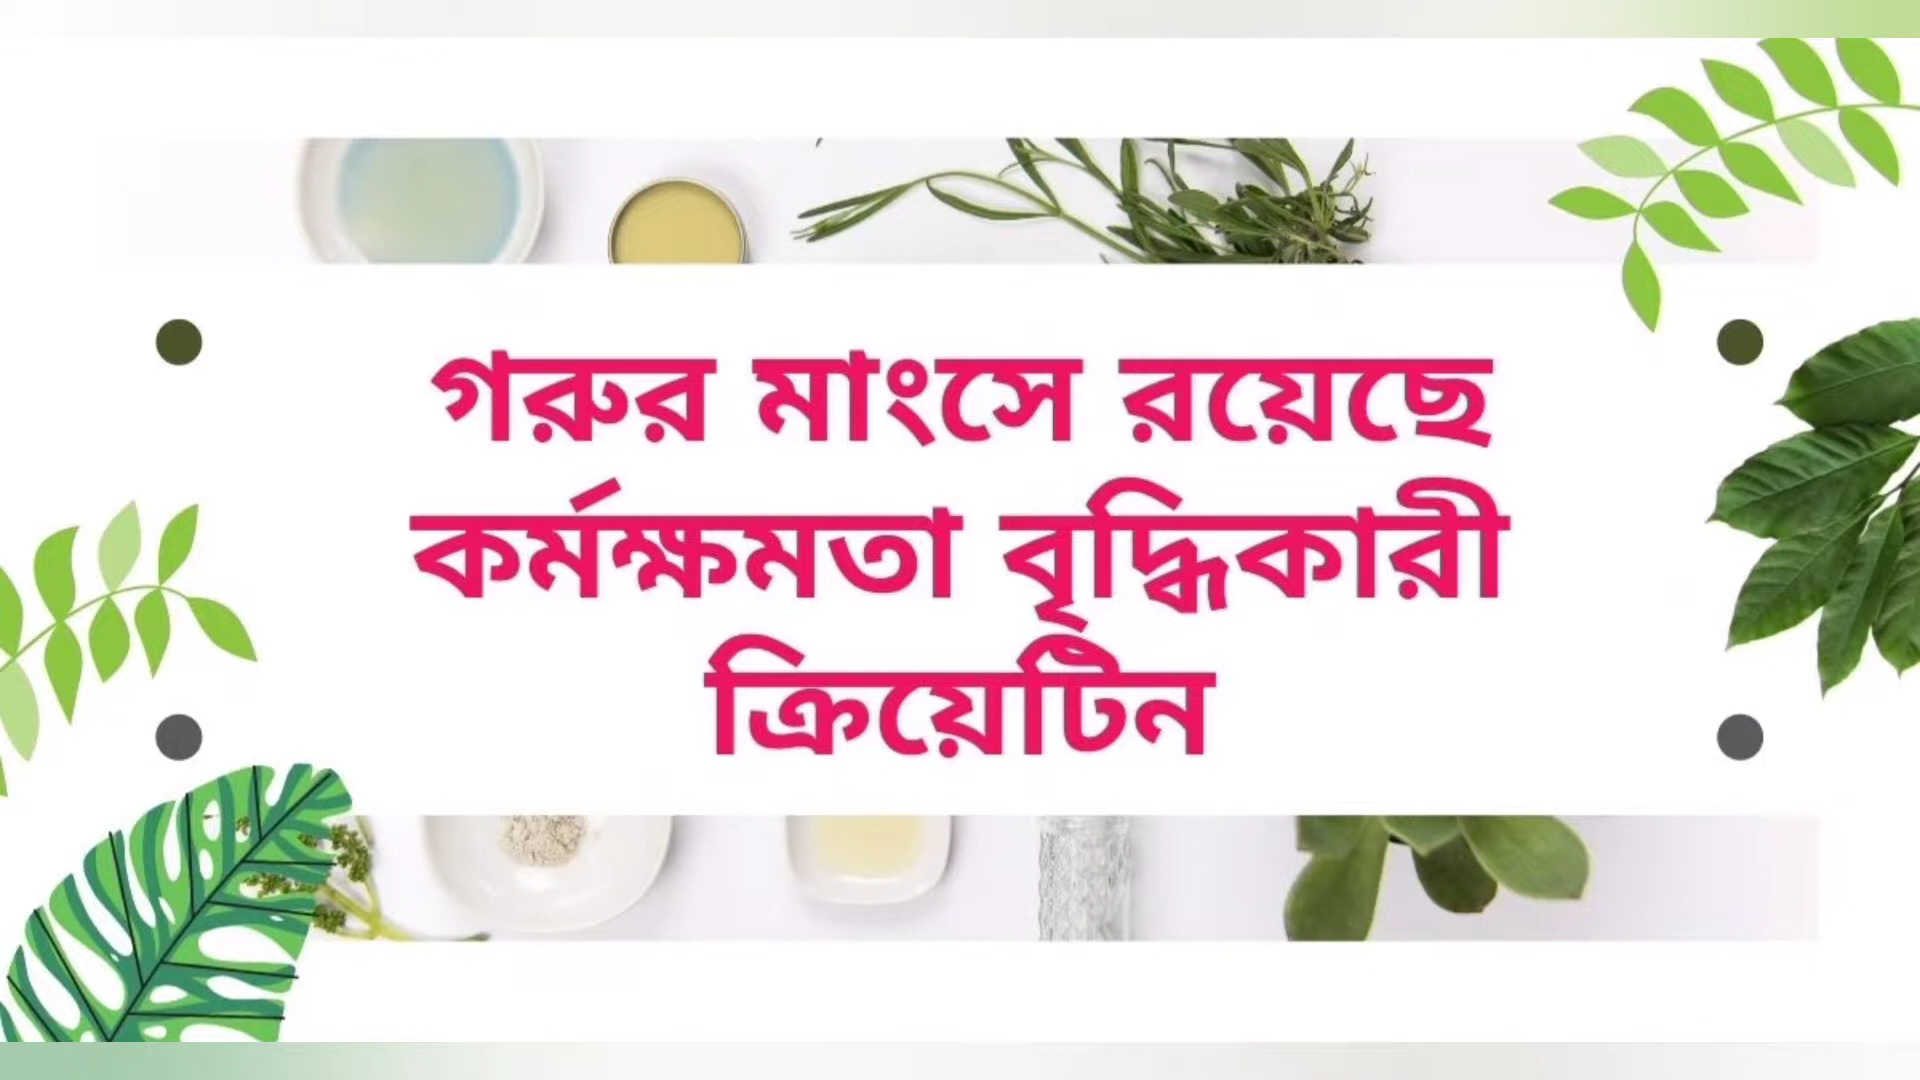 গরুর মাংসে রয়েছে
কর্মক্ষমতা বৃদ্ধিকারী
ক্রিয়েটিন